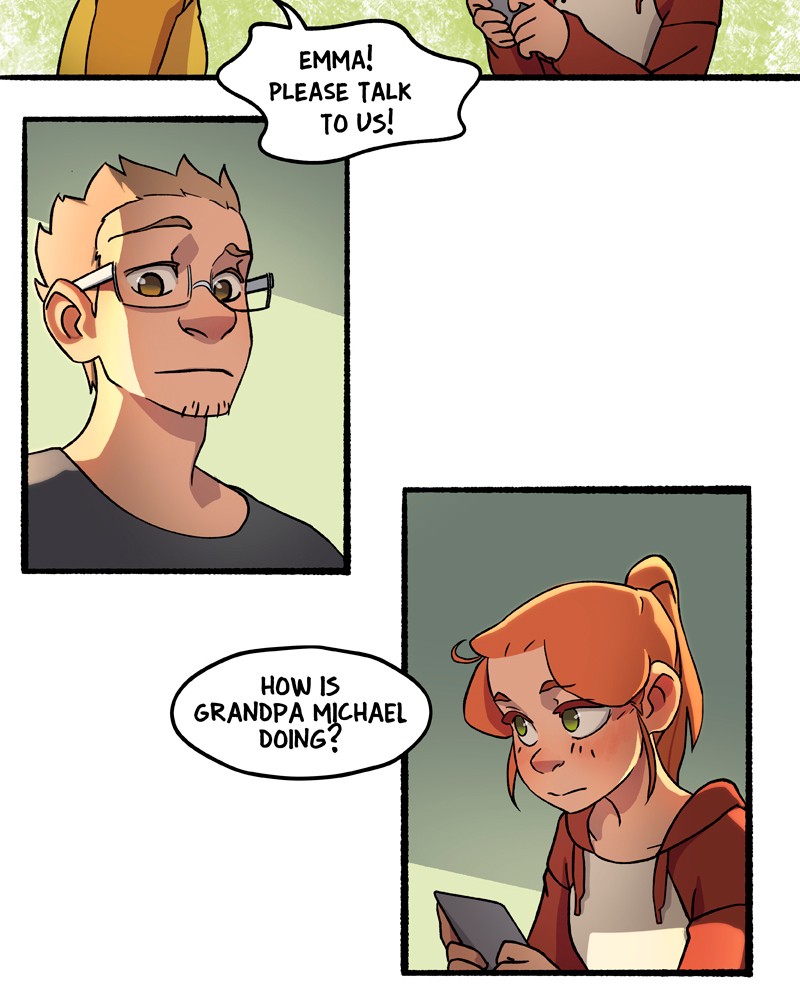 EMMA!
PLEASE TALK
TO US!
HOW IS
GRANDPA MICHAEL
DOING?